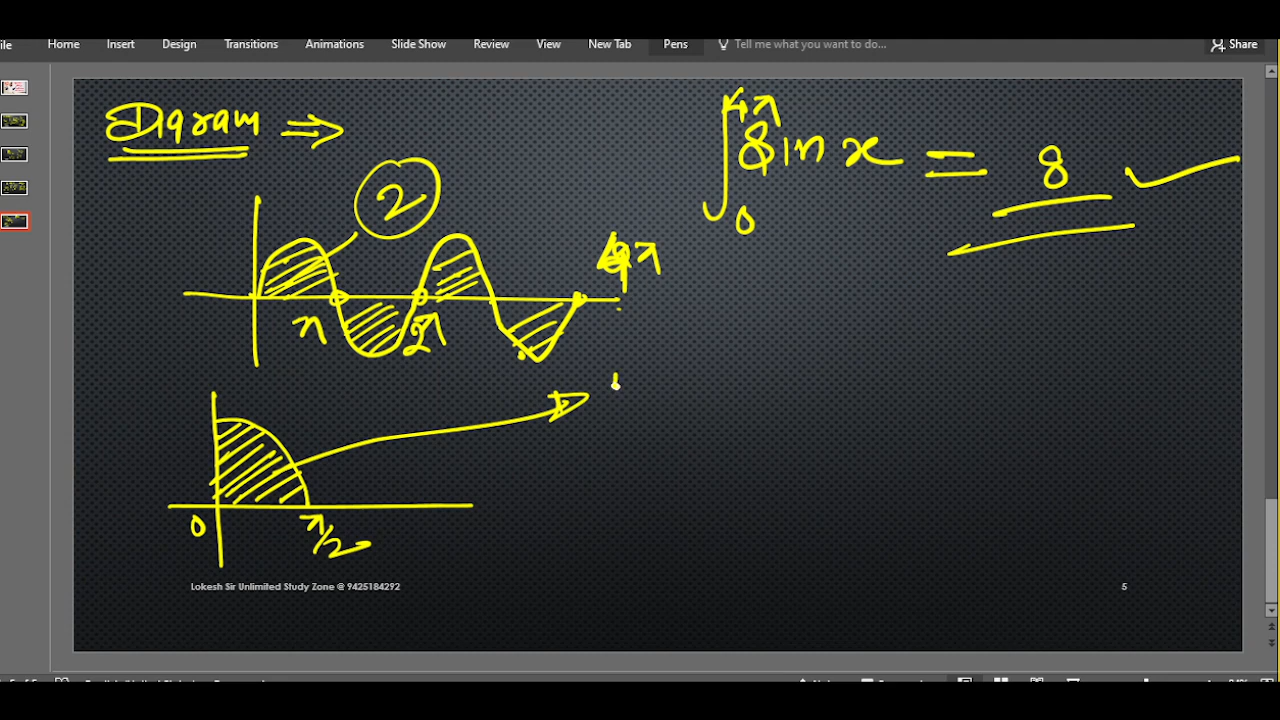 File Home Insert Design Transitions Animations Slide Show Review View New Tab Pens Tell me what you want to do... Share
Digram ⇒
∫₀^4π Sin x = 8 ✓
2
4π
π 2π
0 π/2
Lokesh Sir Unlimited Study Zone @ 9425184292 5